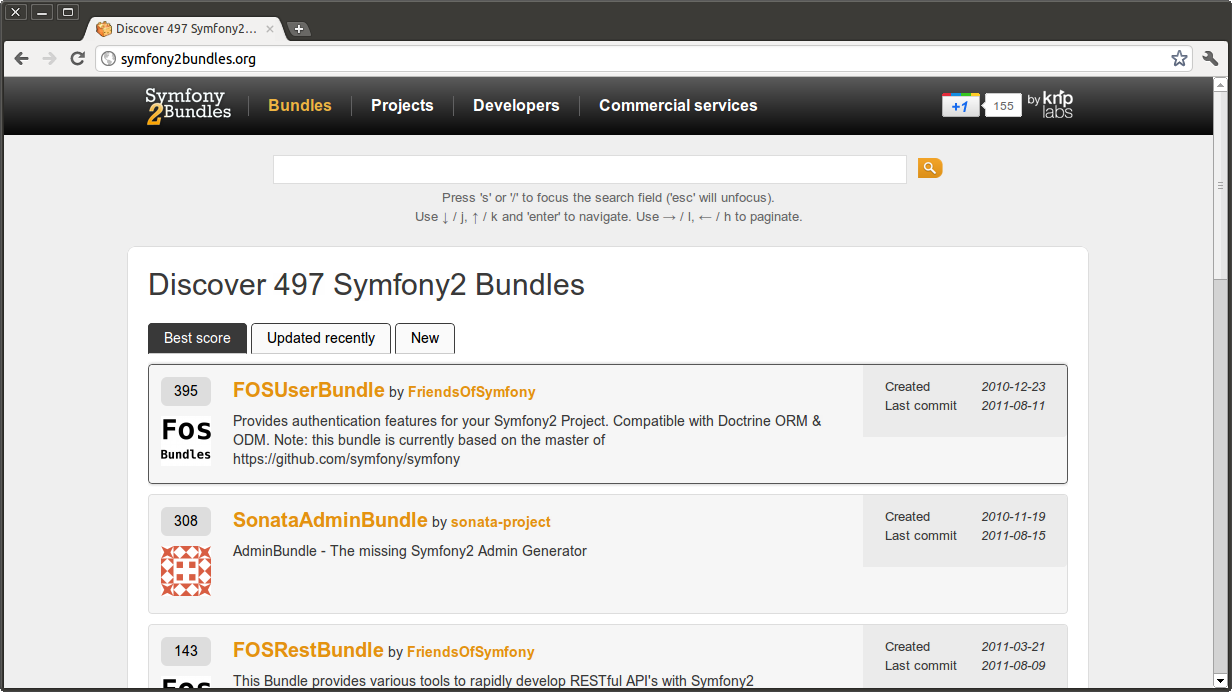 Discover 497 Symfony2...
symfony2bundles.org
Symfony
2Bundles
Bundles
Projects
Developers
Commercial services
+1
155
by knp
labs
Press 's' or '/' to focus the search field ('esc' will unfocus).
Use ↓ / j, ↑ / k and 'enter' to navigate. Use → / l, ← / h to paginate.
Discover 497 Symfony2 Bundles
Best score
Updated recently
New
395
FOSUserBundle by FriendsOfSymfony
Created 2010-12-23
Last commit 2011-08-11
Fos
Bundles
Provides authentication features for your Symfony2 Project. Compatible with Doctrine ORM &
ODM. Note: this bundle is currently based on the master of
https://github.com/symfony/symfony
308
SonataAdminBundle by sonata-project
Created 2010-11-19
Last commit 2011-08-15
AdminBundle - The missing Symfony2 Admin Generator
143
FOSRestBundle by FriendsOfSymfony
Created 2011-03-21
Last commit 2011-08-09
Fos
This Bundle provides various tools to rapidly develop RESTful API's with Symfony2